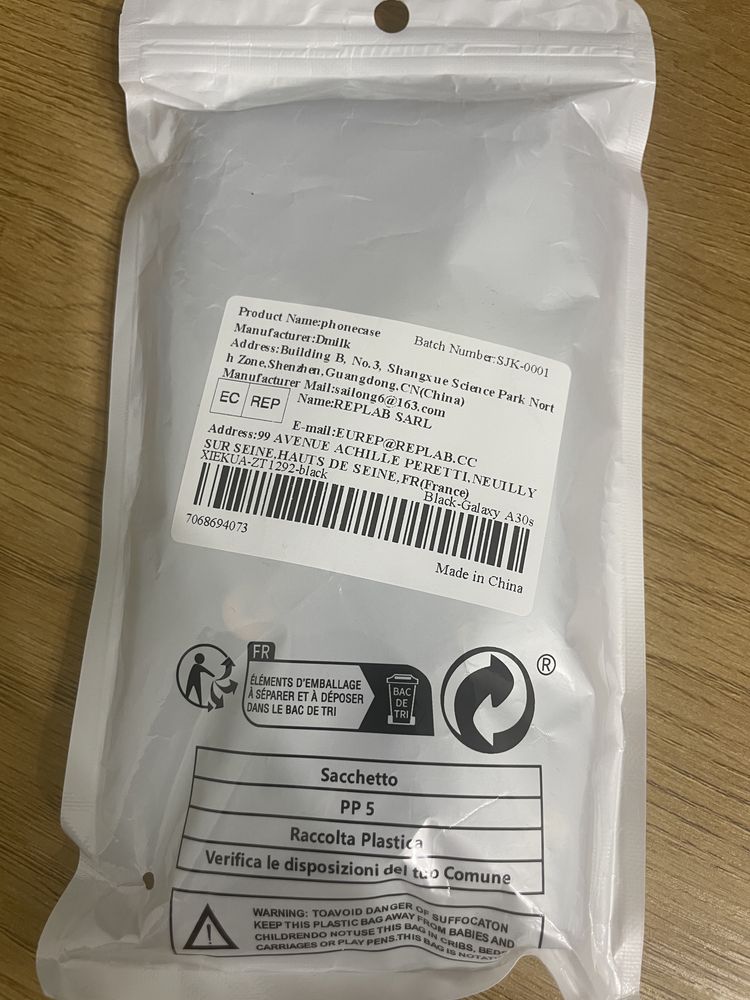 Product Name:phonecase
Batch Number:SJK-0001
Manufacturer:Dmilk
Address:Building B, No.3, Shangxue Science Park Nort
h Zone,Shenzhen,Guangdong,CN(China)
Manufacturer Mail:sailong6@163.com
EC REP
Name:REPLAB SARL
E-mail:EUREP@REPLAB.CC
Address:99 AVENUE ACHILLE PERETTI,NEUILLY
SUR SEINE,HAUTS DE SEINE,FR(France)
XIEKUA-ZT1292-black
Black-Galaxy A30s
7068694073
Made in China
FR
ÉLÉMENTS D'EMBALLAGE
À SÉPARER ET À DÉPOSER
DANS LE BAC DE TRI
BAC
DE
TRI
®
Sacchetto
PP 5
Raccolta Plastica
Verifica le disposizioni del tuo Comune
WARNING: TOAVOID DANGER OF SUFFOCATON
KEEP THIS PLASTIC BAG AWAY FROM BABIES AND
CHILDRENDO NOTUSE THIS BAG IN CRIBS, BEDS
CARRIAGES OR PLAY PENS.THIS BAG IS